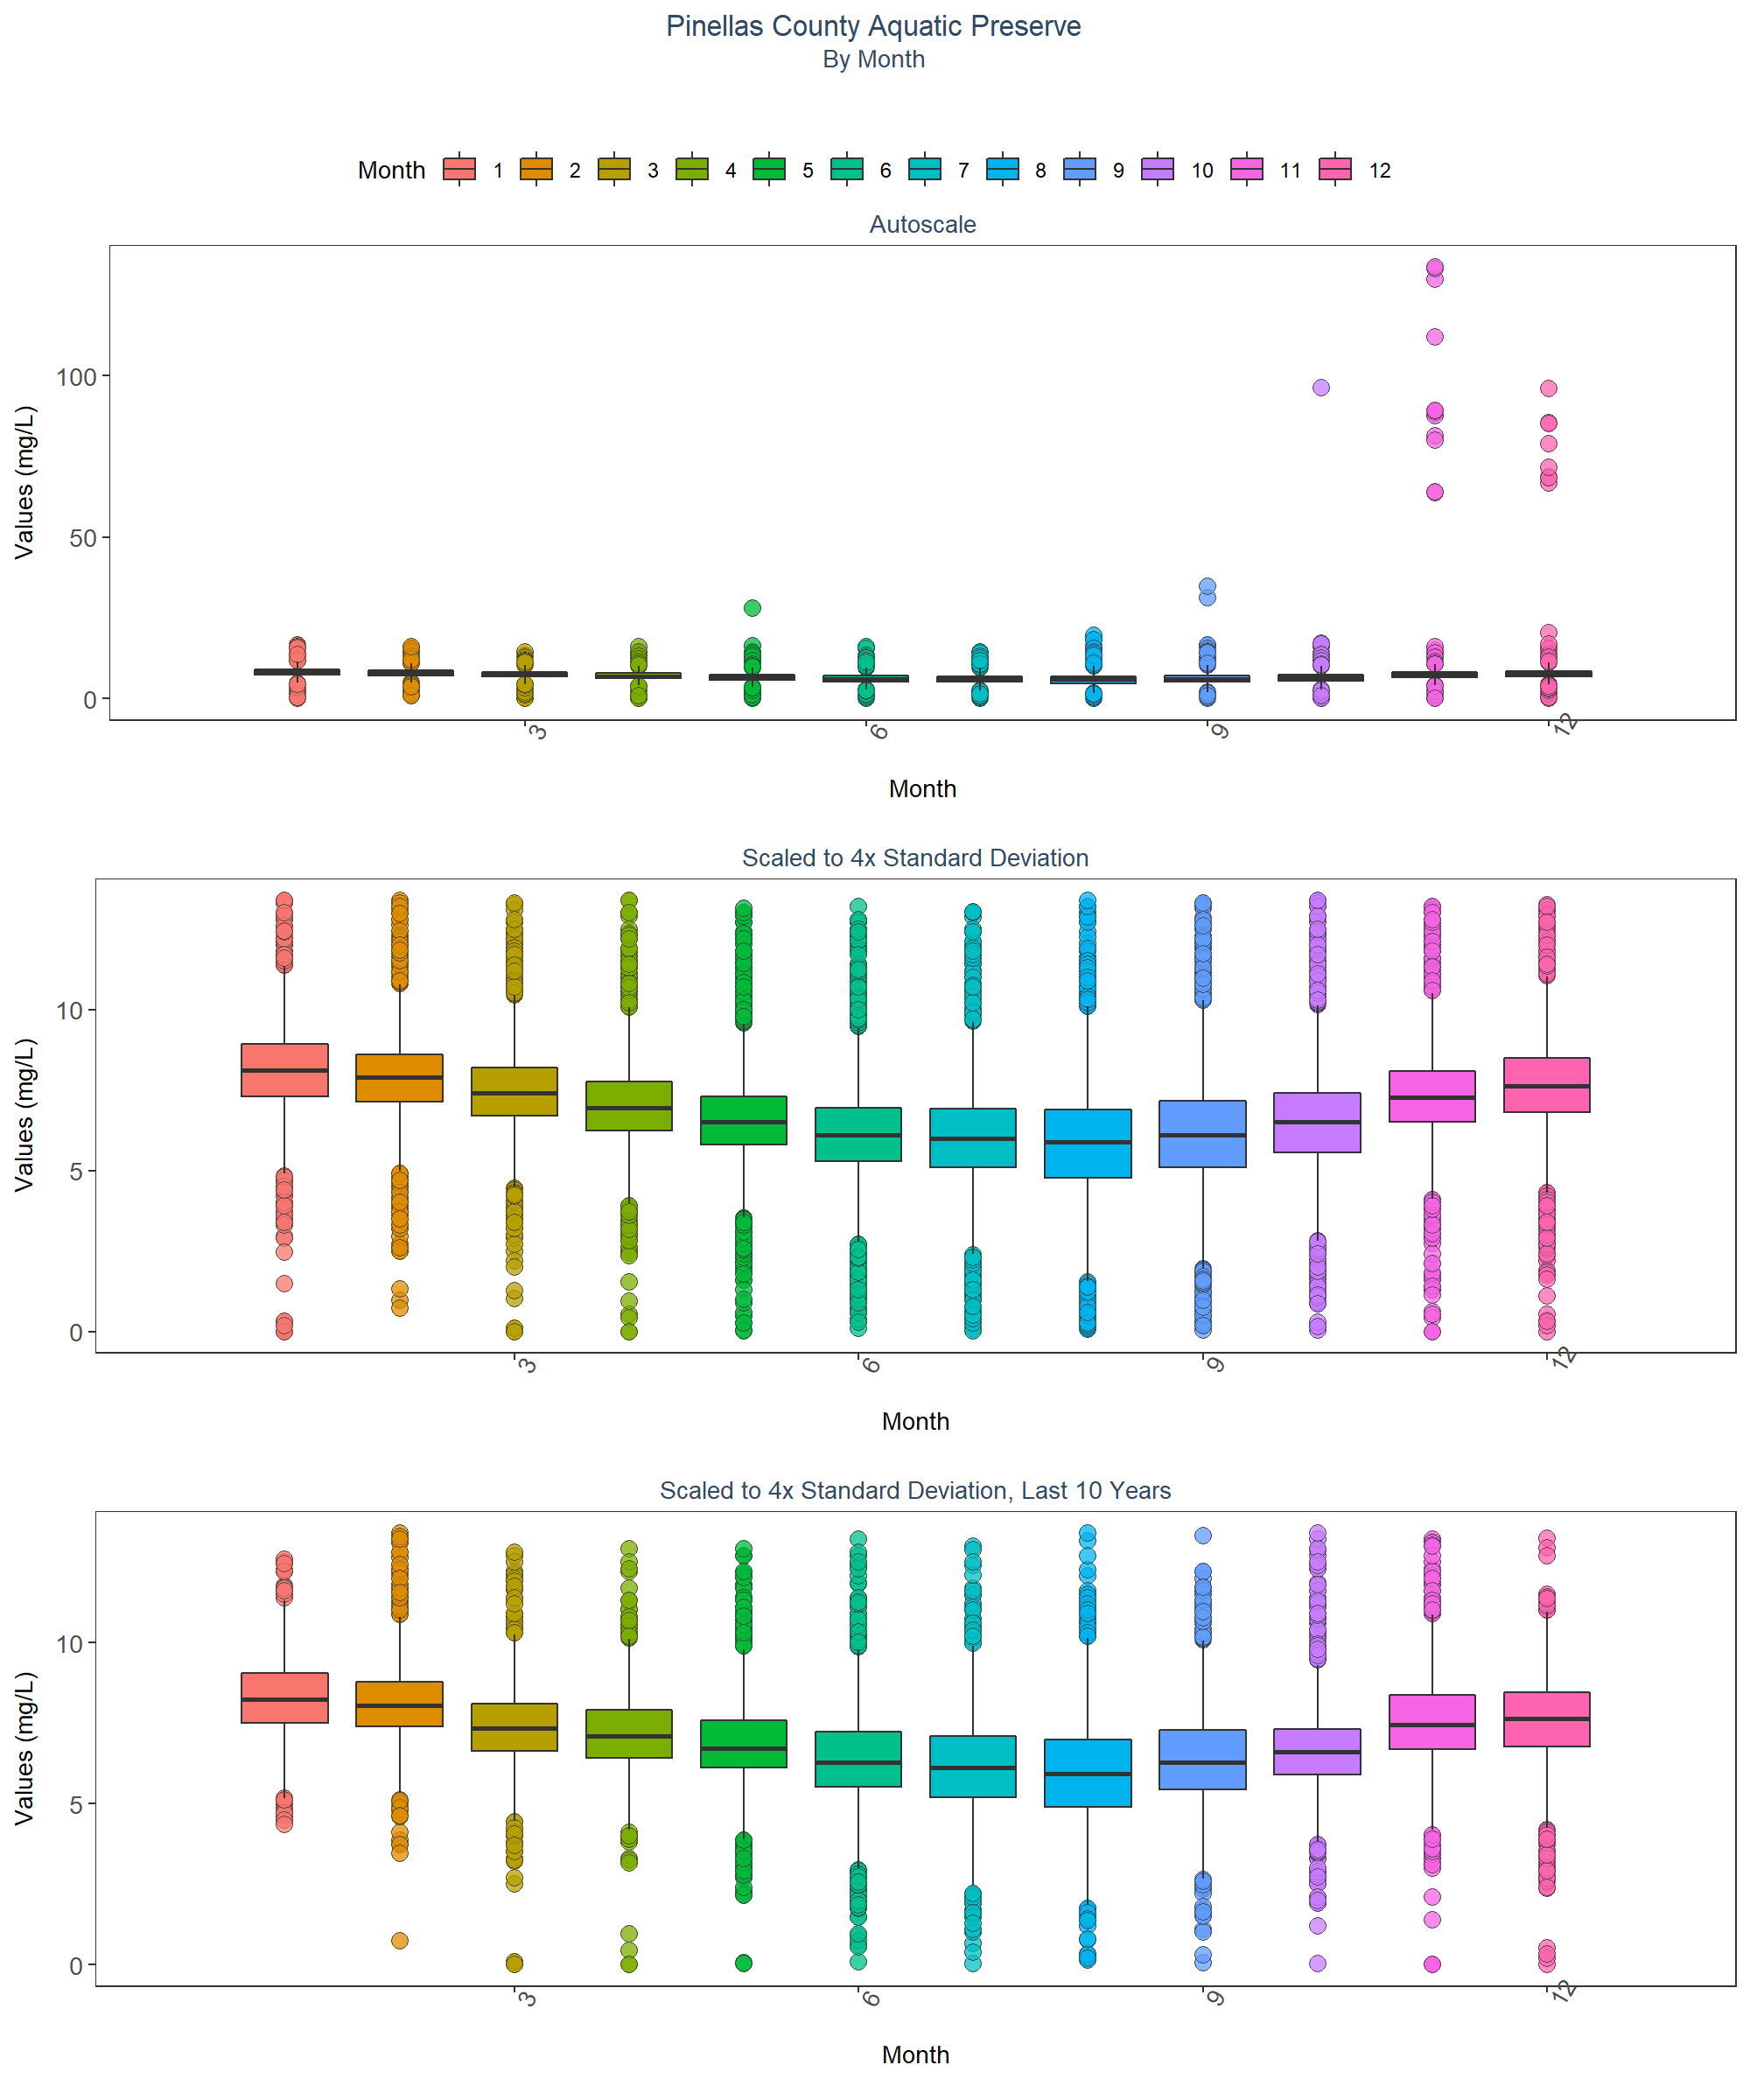 Pinellas County Aquatic Preserve
By Month
Month 1 2 3 4 5 6 7 8 9 10 11 12
Autoscale
Values (mg/L)
100
50
0
3 6 9 12
Month
Scaled to 4x Standard Deviation
Values (mg/L)
10
5
0
3 6 9 12
Month
Scaled to 4x Standard Deviation, Last 10 Years
Values (mg/L)
10
5
0
3 6 9 12
Month